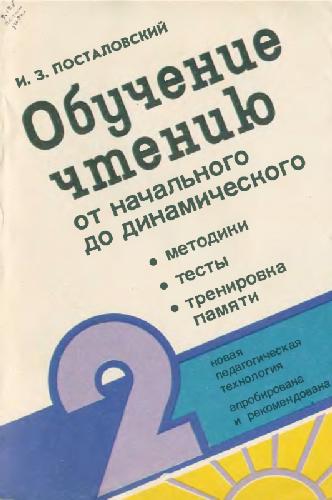 И. З. ПОСТАЛОВСКИЙ
Обучение
чтению
от начального
до динамического
• методики
• тесты
• тренировка
памяти
2
новая
педагогическая
технология
апробирована
и рекомендована